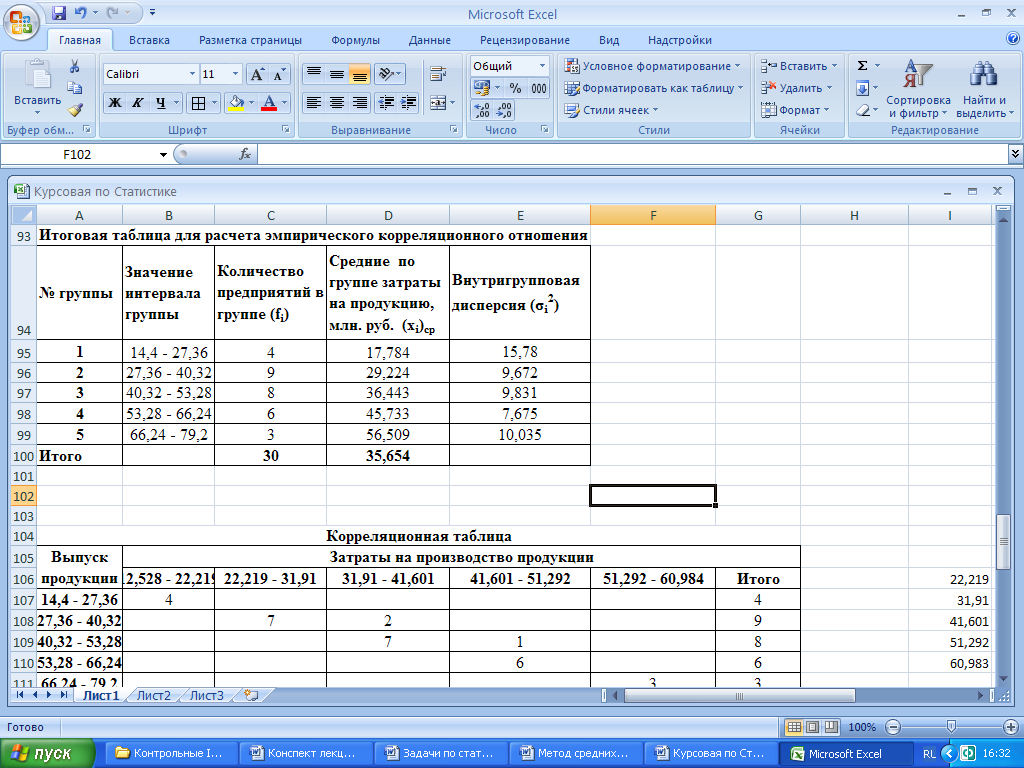 Microsoft Excel
Главная Вставка Разметка страницы Формулы Данные Рецензирование Вид Надстройки
Вставить
Буфер обм...
Calibri 11
Ж К Ч
Шрифт
Выравнивание
Общий
% 000
Число
Условное форматирование
Форматировать как таблицу
Стили ячеек
Стили
Вставить
Удалить
Формат
Ячейки
Σ
Сортировка и фильтр
Найти и выделить
Редактирование
F102 fx
Курсовая по Статистике
A B C D E F G H I
93 Итоговая таблица для расчета эмпирического корреляционного отношения
94 № группы Значение интервала группы Количество предприятий в группе (fi) Средние по группе затраты на продукцию, млн. руб. (xi)ср Внутригрупповая дисперсия (σi²)
95 1 14,4 - 27,36 4 17,784 15,78
96 2 27,36 - 40,32 9 29,224 9,672
97 3 40,32 - 53,28 8 36,443 9,831
98 4 53,28 - 66,24 6 45,733 7,675
99 5 66,24 - 79,2 3 56,509 10,035
100 Итого 30 35,654
101
102
103
104 Корреляционная таблица
105 Выпуск Затраты на производство продукции
106 продукции 2,528 - 22,219 22,219 - 31,91 31,91 - 41,601 41,601 - 51,292 51,292 - 60,984 Итого 22,219
107 14,4 - 27,36 4 4 31,91
108 27,36 - 40,32 7 2 9 41,601
109 40,32 - 53,28 7 1 8 51,292
110 53,28 - 66,24 6 6 60,983
111 66,24 - 79,2 3 3
Лист1 Лист2 Лист3
Готово 100%
пуск Контрольные I... Конспект лекц... Задачи по стат... Метод средних... Курсовая по Ст... Microsoft Excel RL 16:32